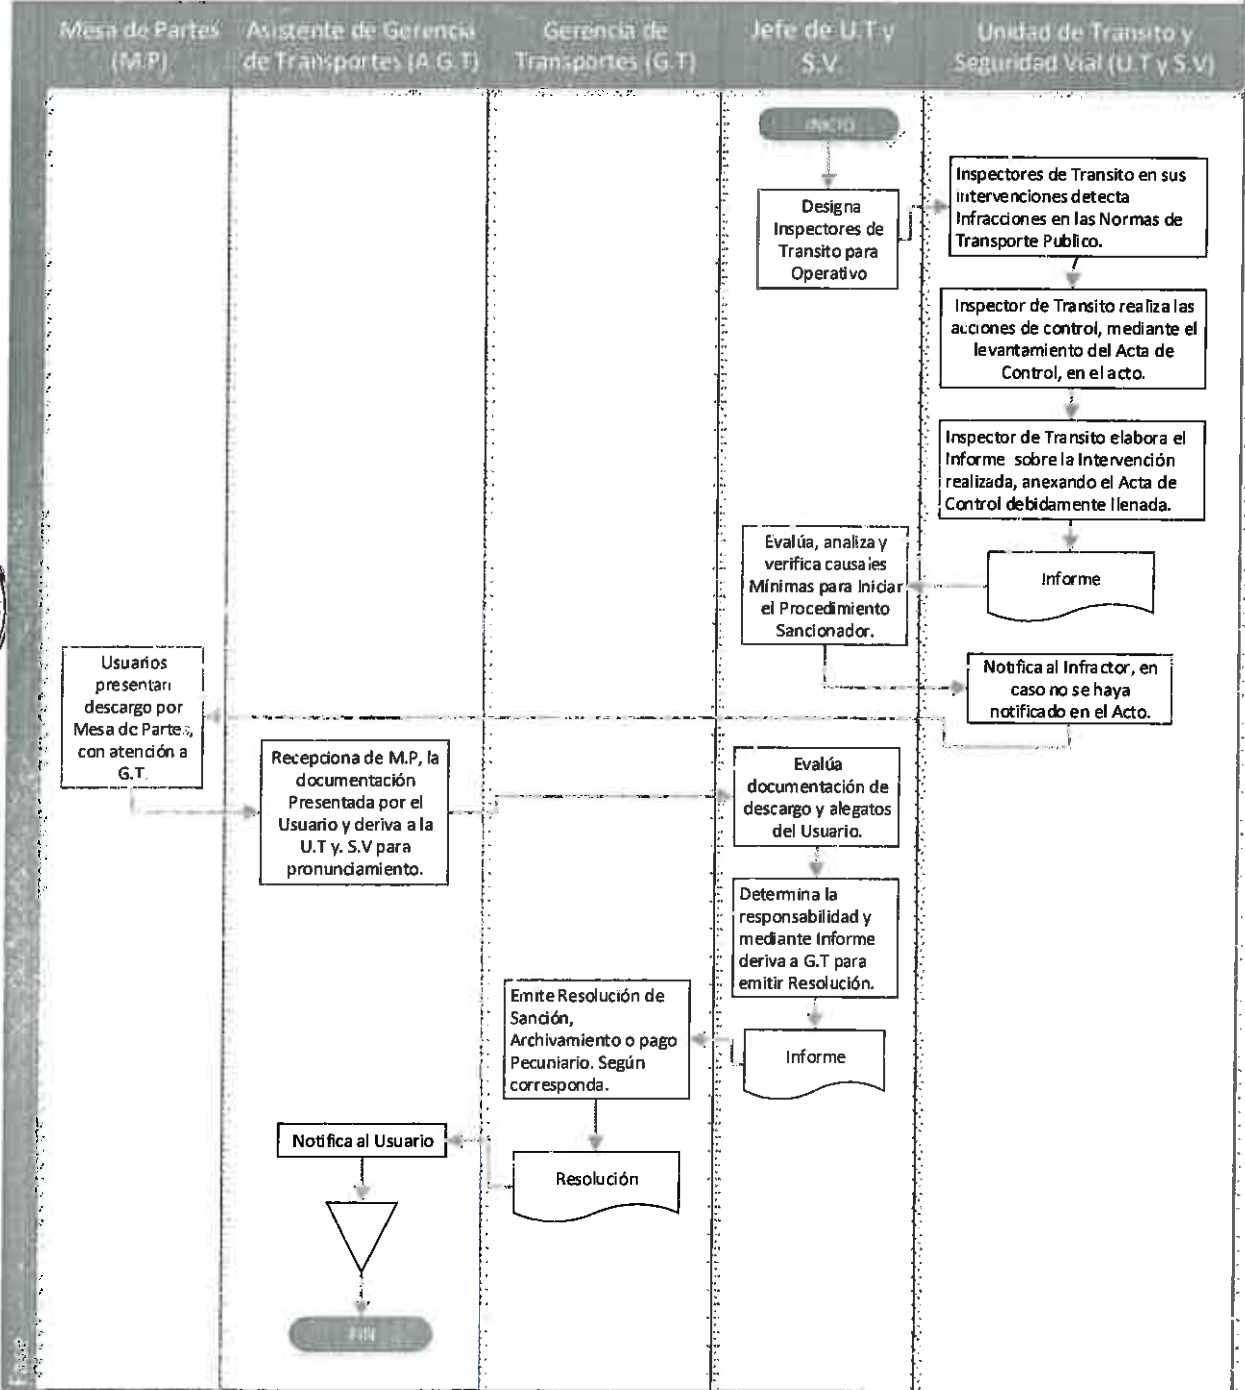 Mesa de Partes
(M.P)
Asistente de Gerencia
de Transportes (A.G.T)
Gerencia de
Transportes (G.T)
Jefe de U.T y
S.V.
Unidad de Transito y
Seguridad Vial (U.T y S.V)
INICIO
Designa
Inspectores de
Transito para
Operativo
Inspectores de Transito en sus
intervenciones detecta
Infracciones en las Normas de
Transporte Publico.
Inspector de Transito realiza las
acciones de control, mediante el
levantamiento del Acta de
Control, en el acto.
Inspector de Transito elabora el
Informe sobre la Intervención
realizada, anexando el Acta de
Control debidamente llenada.
Informe
Evalúa, analiza y
verifica causales
Mínimas para Iniciar
el Procedimiento
Sancionador.
Notifica al Infractor, en
caso no se haya
notificado en el Acto.
Usuarios
presentan
descargo por
Mesa de Partes,
con atención a
G.T.
Recepciona de M.P, la
documentación
Presentada por el
Usuario y deriva a la
U.T y. S.V para
pronunciamiento.
Evalúa
documentación de
descargo y alegatos
del Usuario.
Determina la
responsabilidad y
mediante Informe
deriva a G.T para
emitir Resolución.
Informe
Emite Resolución de
Sanción,
Archivamiento o pago
Pecuniario. Según
corresponda.
Resolución
Notifica al Usuario
FIN